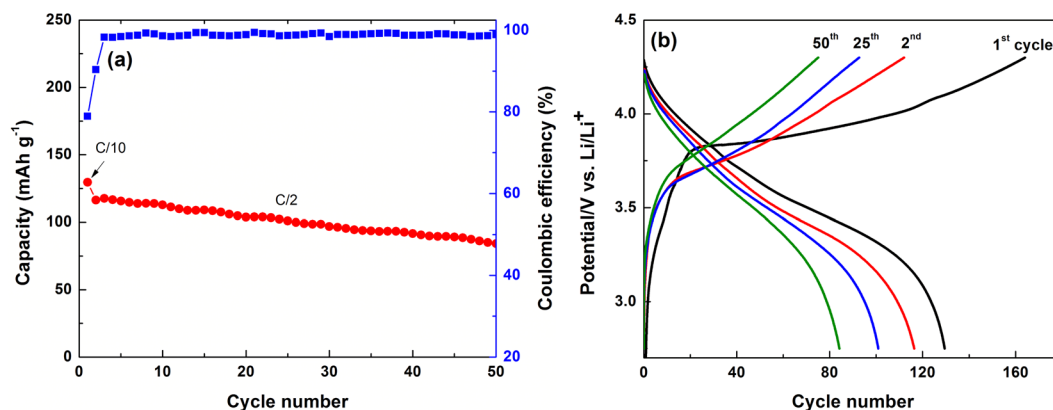 (a)
Capacity (mAh g⁻¹)
250
200
150
100
50
0
C/10
C/2
0
10
20
30
40
50
Cycle number
100
80
60
40
20
Coulombic efficiency (%)
(b)
Potential/V vs. Li/Li⁺
4.5
4.0
3.5
3.0
50ᵗʰ
25ᵗʰ
2ⁿᵈ
1ˢᵗ cycle
0
40
80
120
160
Cycle number